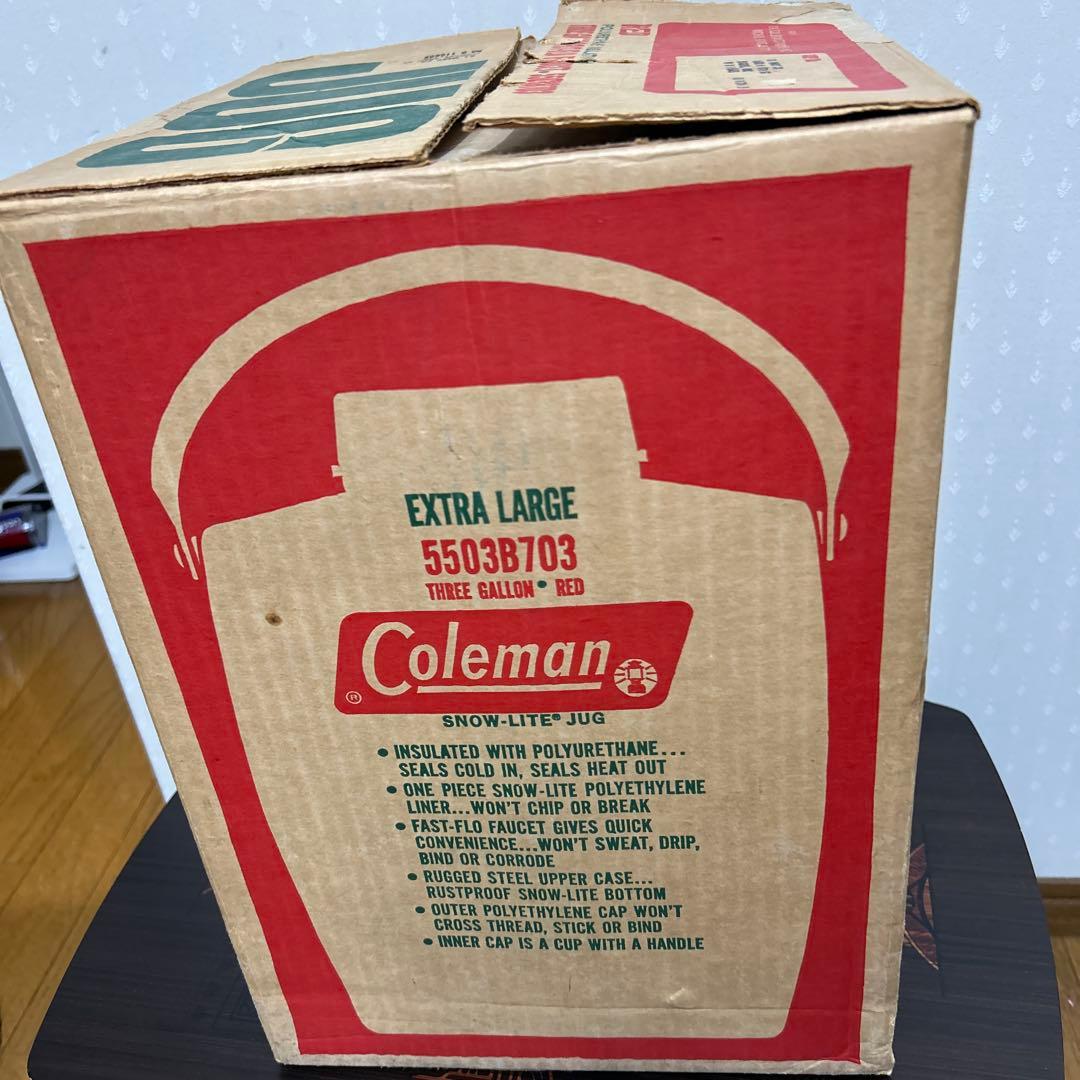 EXTRA LARGE
5503B703
THREE GALLON • RED
Coleman
®
SNOW-LITE® JUG
• INSULATED WITH POLYURETHANE...
SEALS COLD IN, SEALS HEAT OUT
• ONE PIECE SNOW-LITE POLYETHYLENE
LINER...WON'T CHIP OR BREAK
• FAST-FLO FAUCET GIVES QUICK
CONVENIENCE...WON'T SWEAT, DRIP,
BIND OR CORRODE
• RUGGED STEEL UPPER CASE...
RUSTPROOF SNOW-LITE BOTTOM
• OUTER POLYETHYLENE CAP WON'T
CROSS THREAD, STICK OR BIND
• INNER CAP IS A CUP WITH A HANDLE